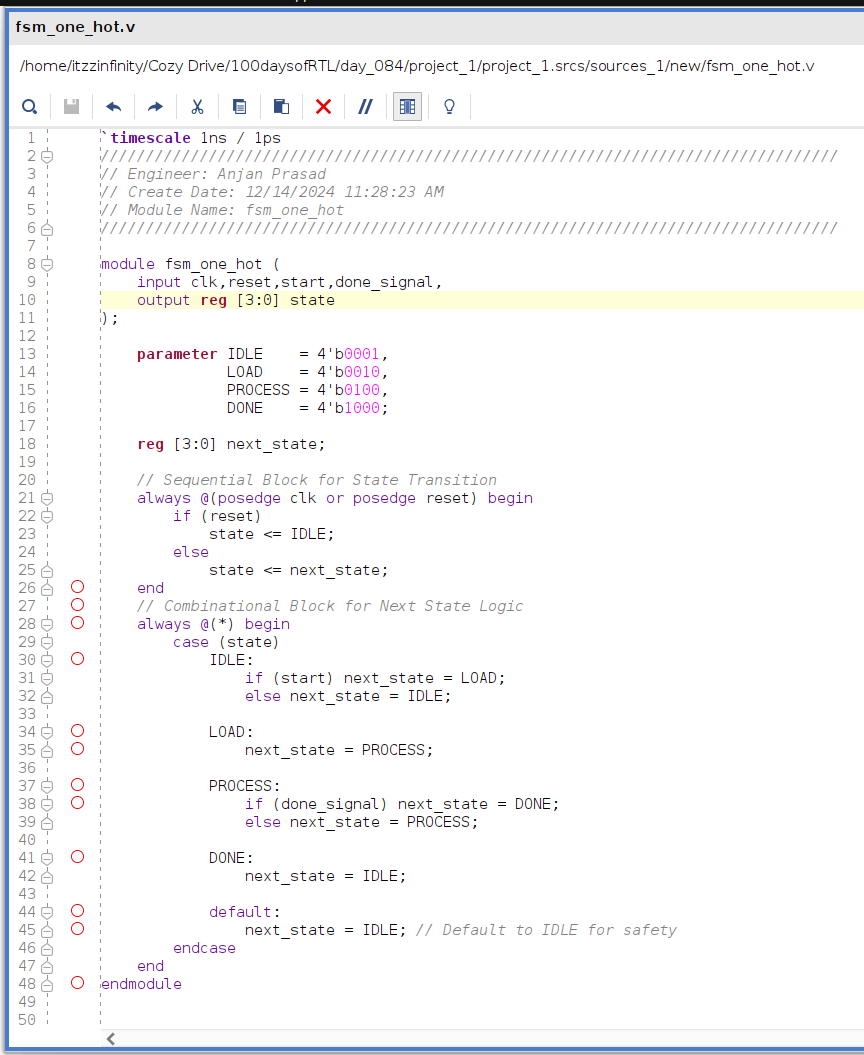 fsm_one_hot.v
/home/itzzinfinity/Cozy Drive/100daysofRTL/day_084/project_1/project_1.srcs/sources_1/new/fsm_one_hot.v
1 `timescale 1ns / 1ps
2 //////////////////////////////////////////////////////////////////////////////////
3 // Engineer: Anjan Prasad
4 // Create Date: 12/14/2024 11:28:23 AM
5 // Module Name: fsm_one_hot
6 //////////////////////////////////////////////////////////////////////////////////
7
8 module fsm_one_hot (
9     input clk,reset,start,done_signal,
10     output reg [3:0] state
11 );
12
13     parameter IDLE    = 4'b0001,
14               LOAD    = 4'b0010,
15               PROCESS = 4'b0100,
16               DONE    = 4'b1000;
17
18     reg [3:0] next_state;
19
20     // Sequential Block for State Transition
21     always @(posedge clk or posedge reset) begin
22         if (reset)
23             state <= IDLE;
24         else
25             state <= next_state;
26     end
27     // Combinational Block for Next State Logic
28     always @(*) begin
29         case (state)
30             IDLE:
31                 if (start) next_state = LOAD;
32                 else next_state = IDLE;
33
34             LOAD:
35                 next_state = PROCESS;
36
37             PROCESS:
38                 if (done_signal) next_state = DONE;
39                 else next_state = PROCESS;
40
41             DONE:
42                 next_state = IDLE;
43
44             default:
45                 next_state = IDLE; // Default to IDLE for safety
46         endcase
47     end
48 endmodule
49
50